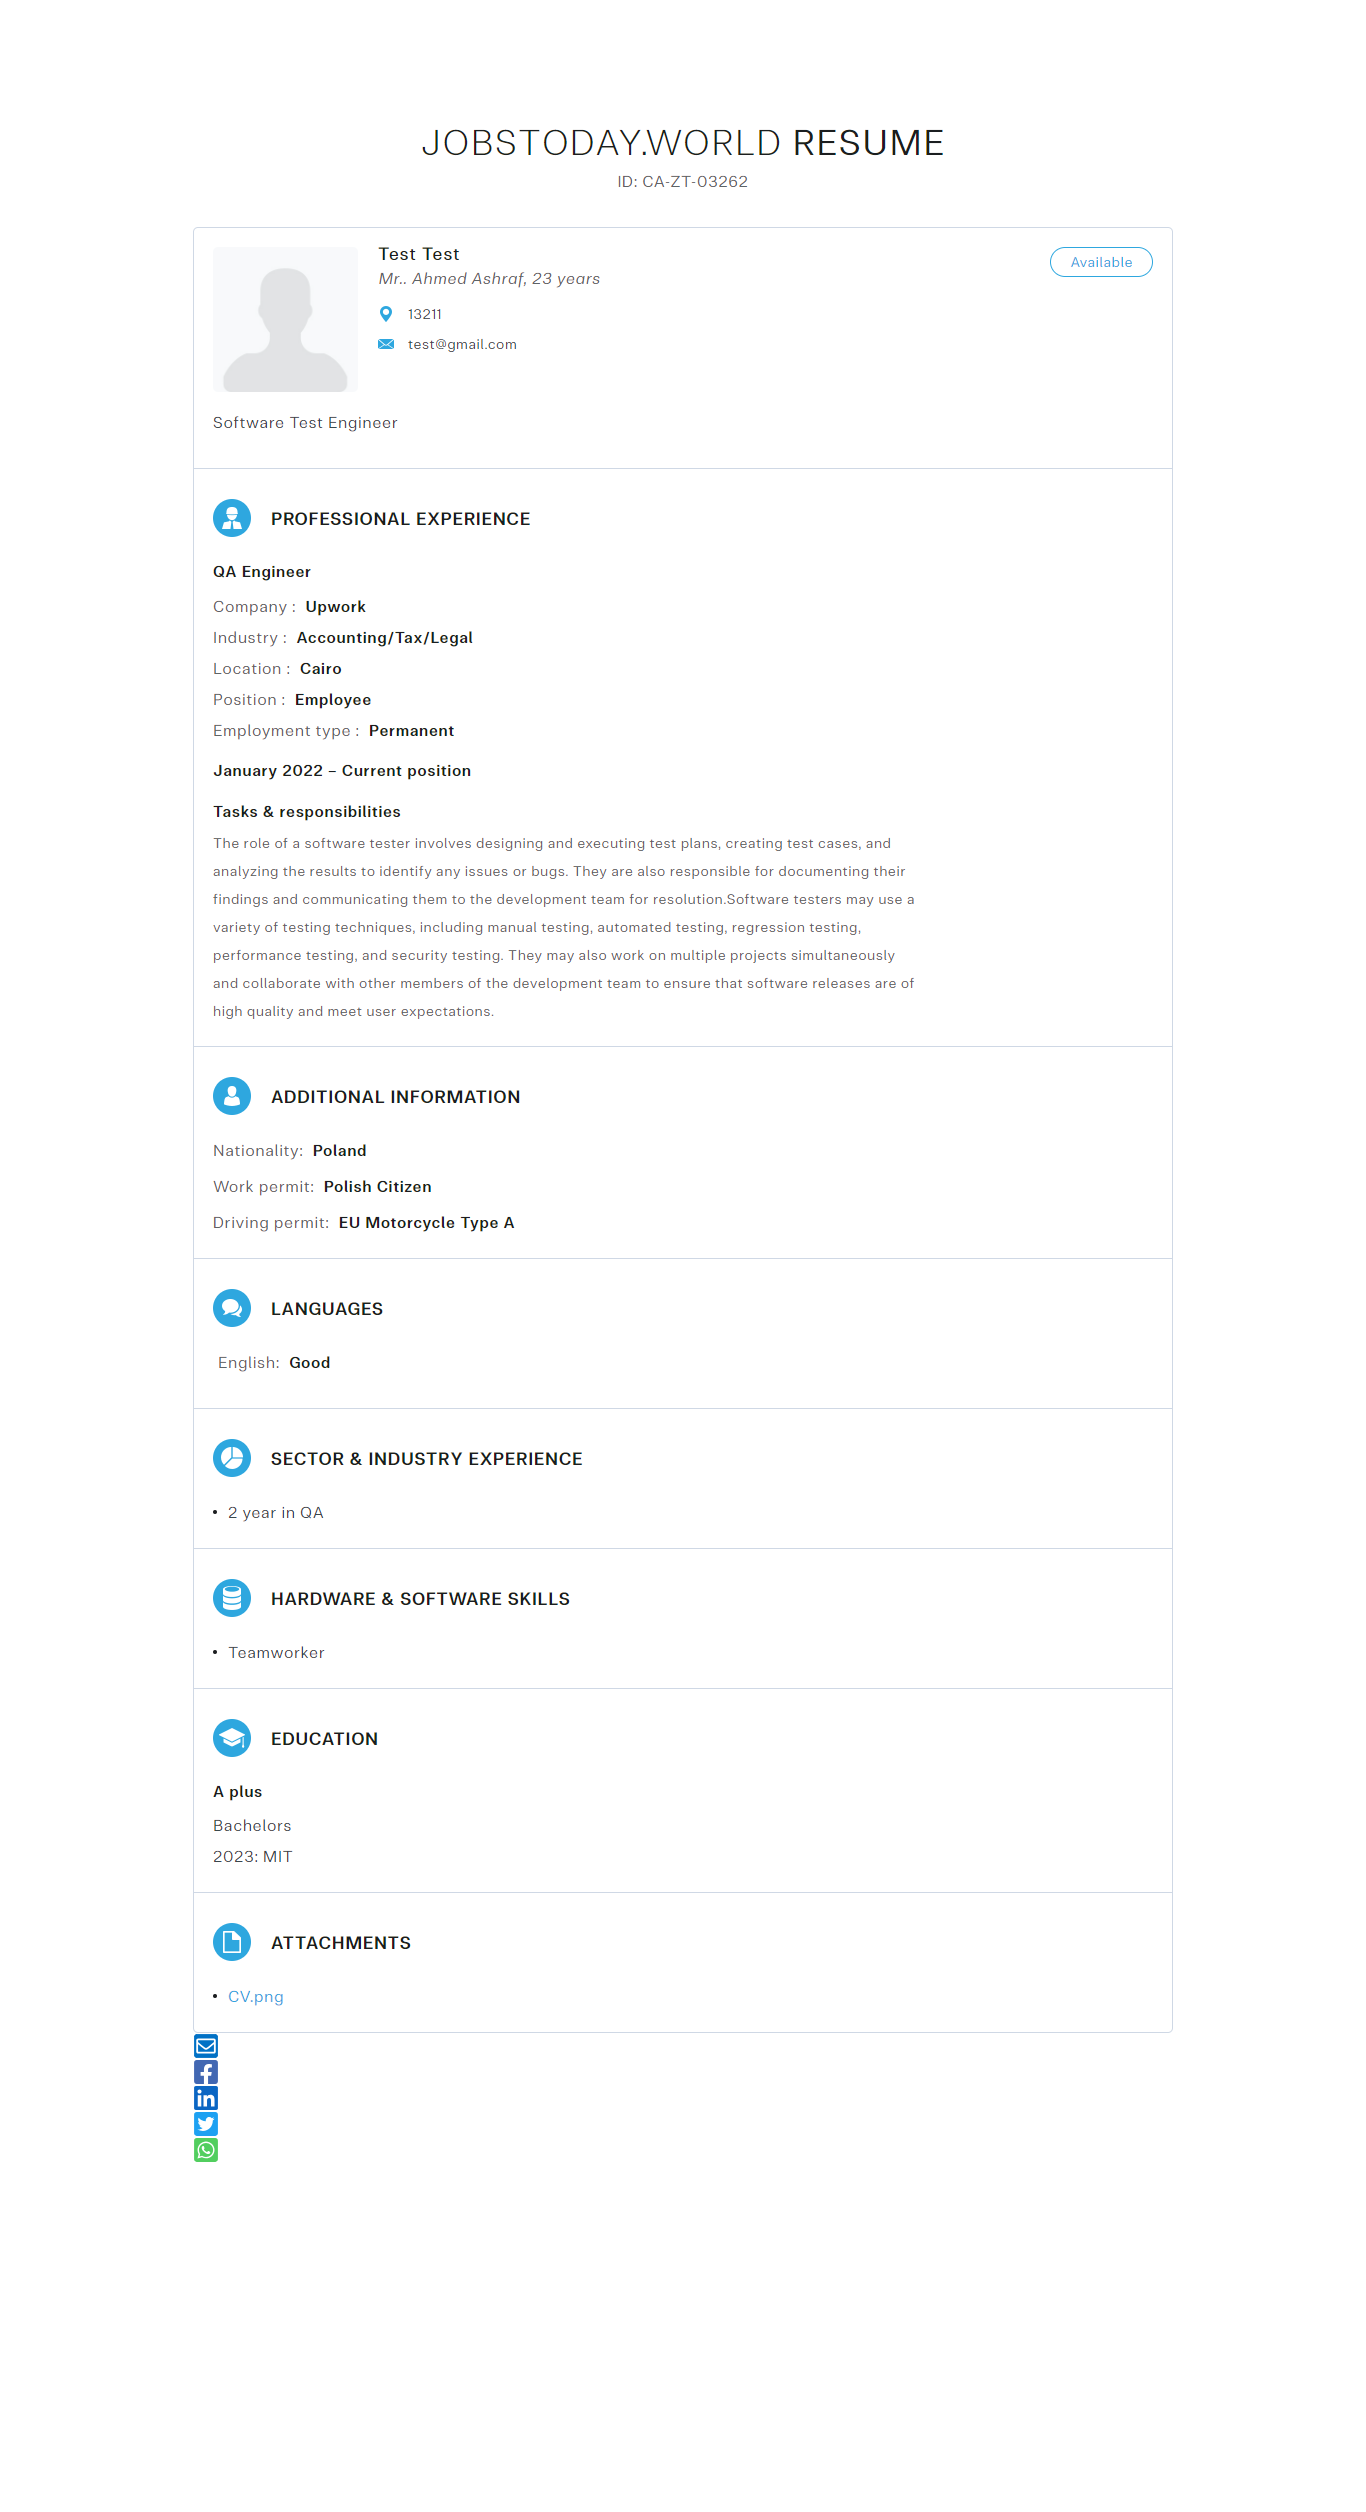 JOBSTODAY.WORLD RESUME
ID: CA-ZT-03262
Test Test
Available
Mr.. Ahmed Ashraf, 23 years
13211
test@gmail.com
Software Test Engineer
PROFESSIONAL EXPERIENCE
QA Engineer
Company : Upwork
Industry : Accounting/Tax/Legal
Location : Cairo
Position : Employee
Employment type : Permanent
January 2022 – Current position
Tasks & responsibilities
The role of a software tester involves designing and executing test plans, creating test cases, and
analyzing the results to identify any issues or bugs. They are also responsible for documenting their
findings and communicating them to the development team for resolution.Software testers may use a
variety of testing techniques, including manual testing, automated testing, regression testing,
performance testing, and security testing. They may also work on multiple projects simultaneously
and collaborate with other members of the development team to ensure that software releases are of
high quality and meet user expectations.
ADDITIONAL INFORMATION
Nationality: Poland
Work permit: Polish Citizen
Driving permit: EU Motorcycle Type A
LANGUAGES
English: Good
SECTOR & INDUSTRY EXPERIENCE
• 2 year in QA
HARDWARE & SOFTWARE SKILLS
• Teamworker
EDUCATION
A plus
Bachelors
2023: MIT
ATTACHMENTS
• CV.png